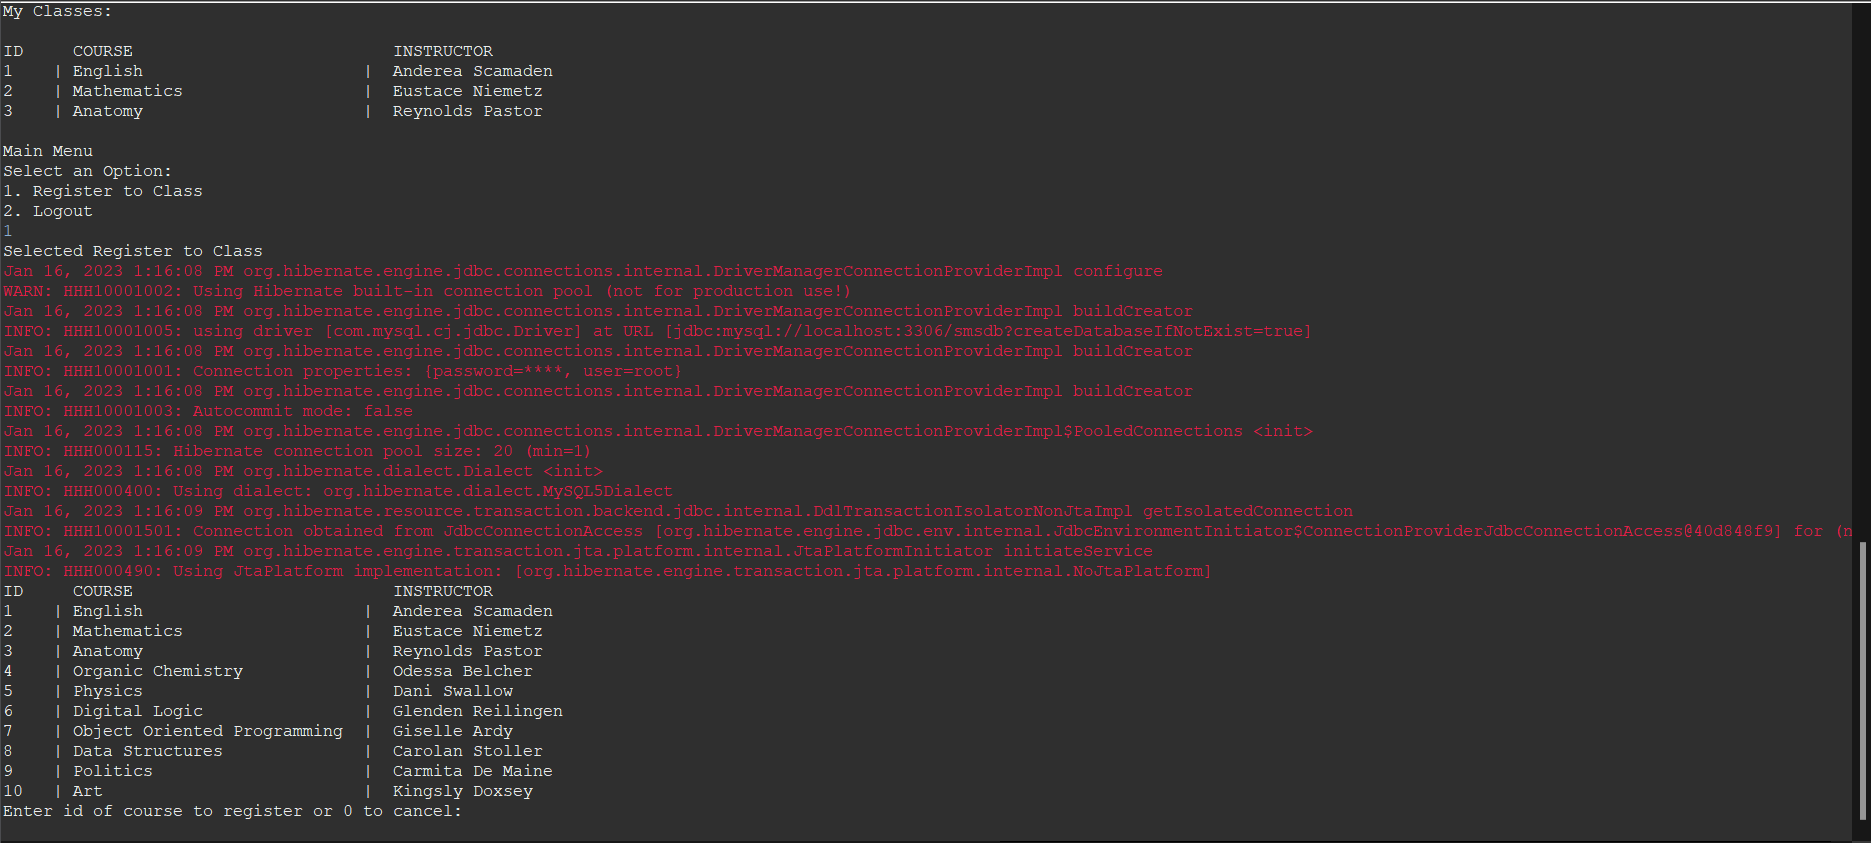 My Classes:
ID COURSE INSTRUCTOR
1 | English | Anderea Scamaden
2 | Mathematics | Eustace Niemetz
3 | Anatomy | Reynolds Pastor
Main Menu
Select an Option:
1. Register to Class
2. Logout
1
Selected Register to Class
Jan 16, 2023 1:16:08 PM org.hibernate.engine.jdbc.connections.internal.DriverManagerConnectionProviderImpl configure
WARN: HHH10001002: Using Hibernate built-in connection pool (not for production use!)
Jan 16, 2023 1:16:08 PM org.hibernate.engine.jdbc.connections.internal.DriverManagerConnectionProviderImpl buildCreator
INFO: HHH10001005: using driver [com.mysql.cj.jdbc.Driver] at URL [jdbc:mysql://localhost:3306/smsdb?createDatabaseIfNotExist=true]
Jan 16, 2023 1:16:08 PM org.hibernate.engine.jdbc.connections.internal.DriverManagerConnectionProviderImpl buildCreator
INFO: HHH10001001: Connection properties: {password=****, user=root}
Jan 16, 2023 1:16:08 PM org.hibernate.engine.jdbc.connections.internal.DriverManagerConnectionProviderImpl buildCreator
INFO: HHH10001003: Autocommit mode: false
Jan 16, 2023 1:16:08 PM org.hibernate.engine.jdbc.connections.internal.DriverManagerConnectionProviderImpl$PooledConnections <init>
INFO: HHH000115: Hibernate connection pool size: 20 (min=1)
Jan 16, 2023 1:16:08 PM org.hibernate.dialect.Dialect <init>
INFO: HHH000400: Using dialect: org.hibernate.dialect.MySQL5Dialect
Jan 16, 2023 1:16:09 PM org.hibernate.resource.transaction.backend.jdbc.internal.DdlTransactionIsolatorNonJtaImpl getIsolatedConnection
INFO: HHH10001501: Connection obtained from JdbcConnectionAccess [org.hibernate.engine.jdbc.env.internal.JdbcEnvironmentInitiator$ConnectionProviderJdbcConnectionAccess@40d848f9] for (n
Jan 16, 2023 1:16:09 PM org.hibernate.engine.transaction.jta.platform.internal.JtaPlatformInitiator initiateService
INFO: HHH000490: Using JtaPlatform implementation: [org.hibernate.engine.transaction.jta.platform.internal.NoJtaPlatform]
ID COURSE INSTRUCTOR
1 | English | Anderea Scamaden
2 | Mathematics | Eustace Niemetz
3 | Anatomy | Reynolds Pastor
4 | Organic Chemistry | Odessa Belcher
5 | Physics | Dani Swallow
6 | Digital Logic | Glenden Reilingen
7 | Object Oriented Programming | Giselle Ardy
8 | Data Structures | Carolan Stoller
9 | Politics | Carmita De Maine
10 | Art | Kingsly Doxsey
Enter id of course to register or 0 to cancel: